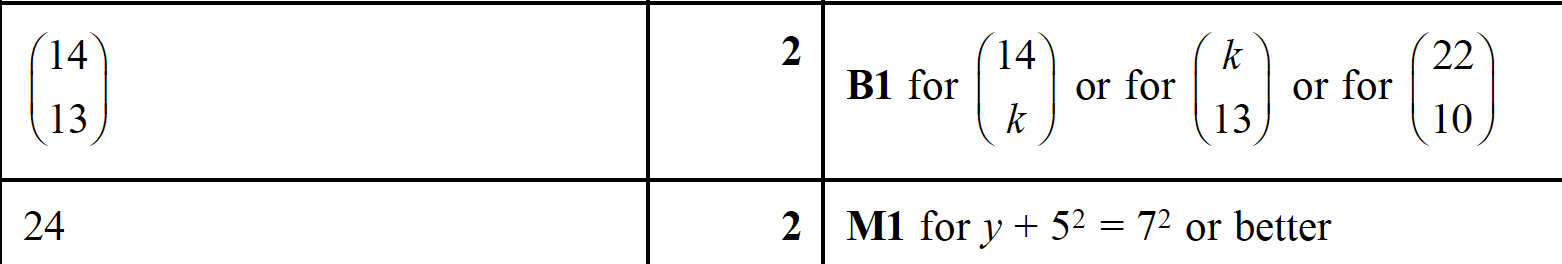 (14
13) 2 B1 for (14
k) or for (k
13) or for (22
10)
24 2 M1 for y + 5² = 7² or better